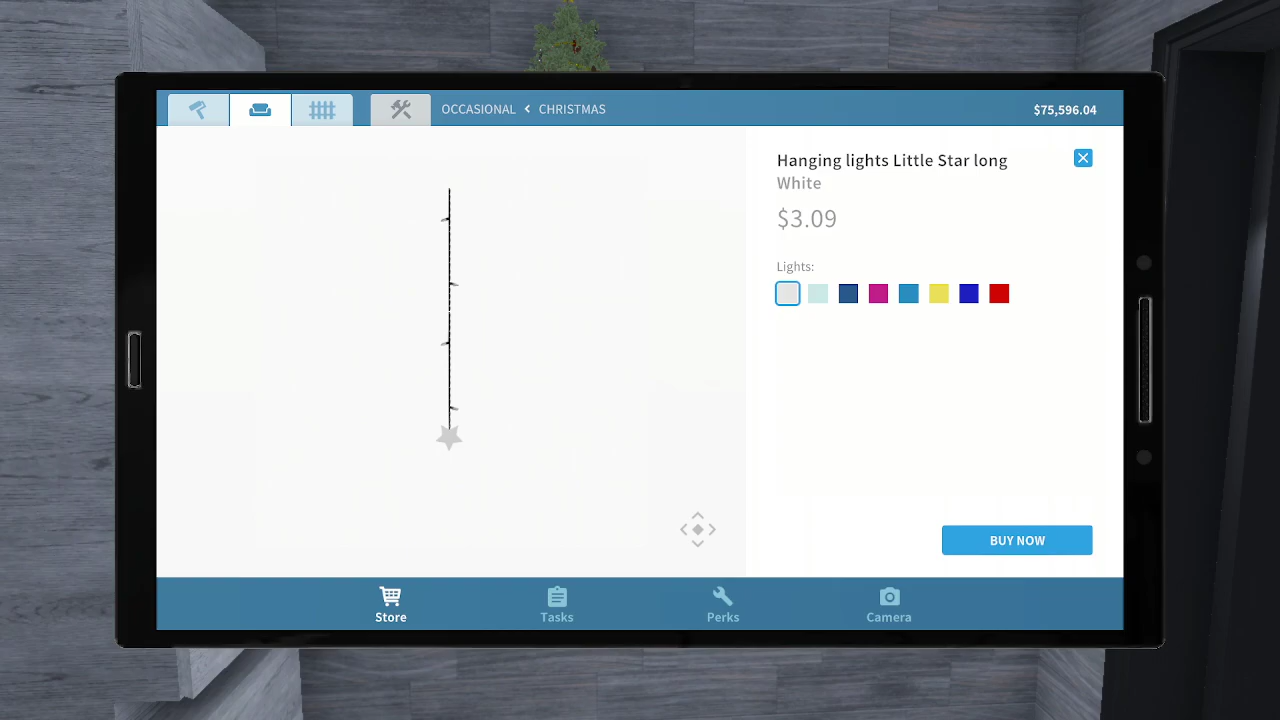 OCCASIONAL
CHRISTMAS
$75,596.04
Hanging lights Little Star long
White
$3.09
Lights:
BUY NOW
Store
Tasks
Perks
Camera